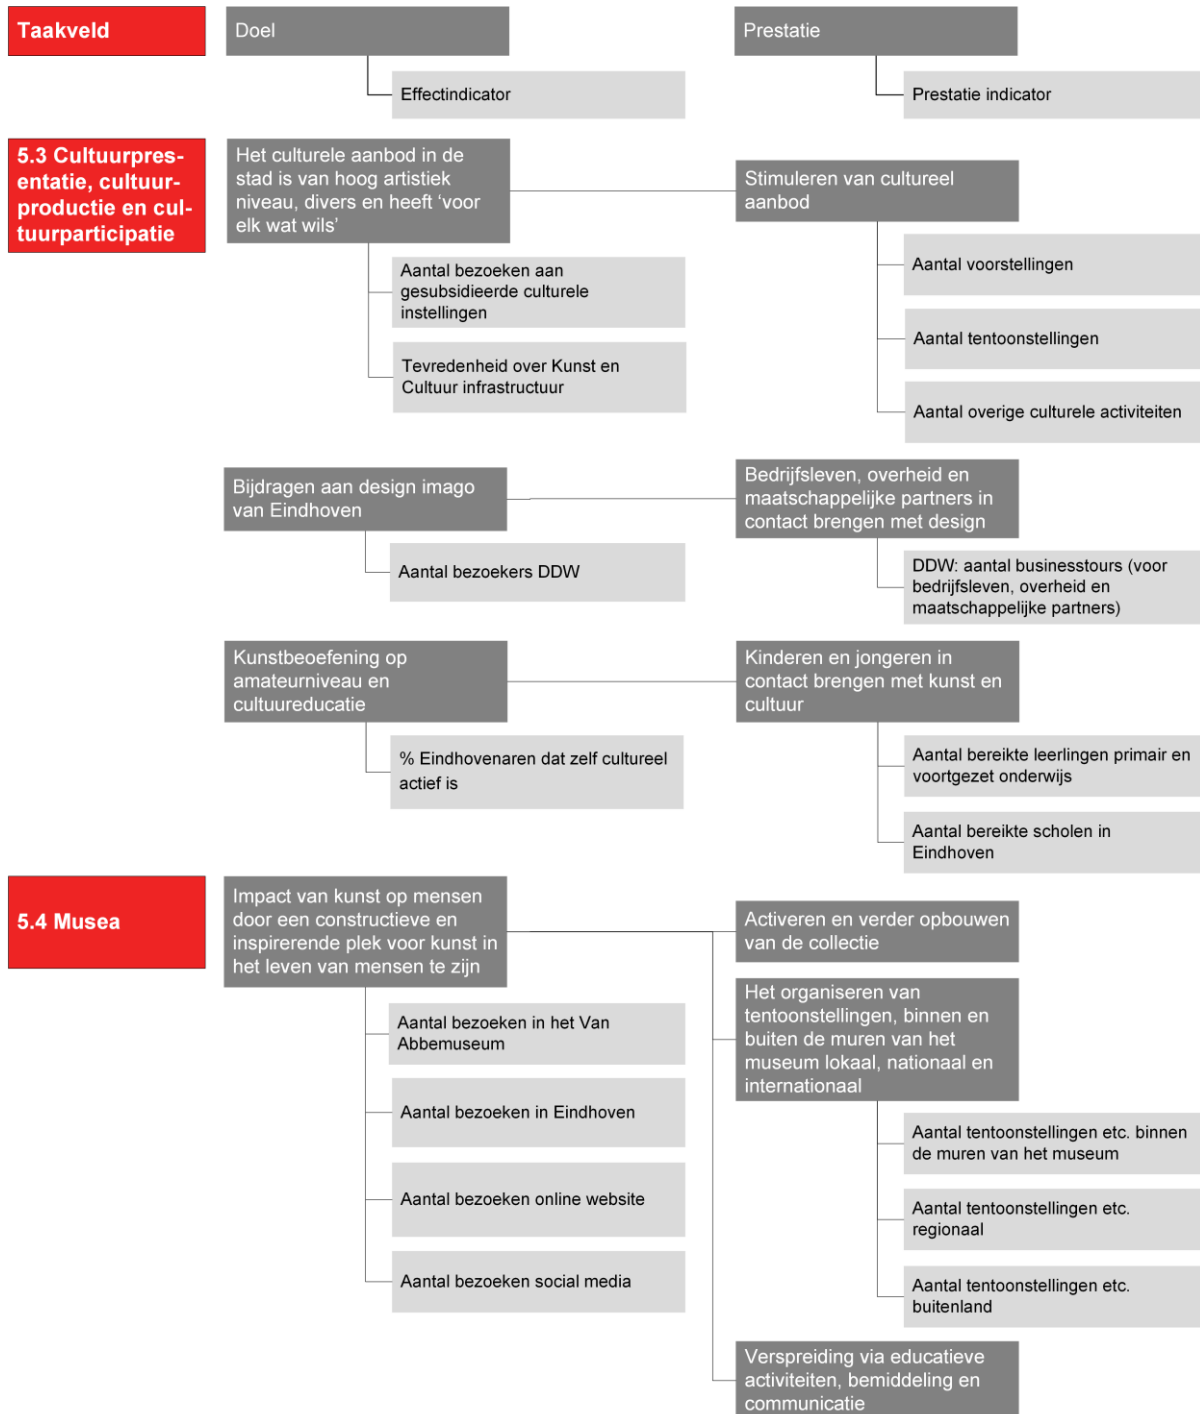 Taakveld
Doel
Prestatie
Effectindicator
Prestatie indicator
5.3 Cultuurpres-
entatie, cultuur-
productie en cul-
tuurparticipatie
Het culturele aanbod in de
stad is van hoog artistiek
niveau, divers en heeft ‘voor
elk wat wils’
Stimuleren van cultureel
aanbod
Aantal bezoeken aan
gesubsidieerde culturele
instellingen
Tevredenheid over Kunst en
Cultuur infrastructuur
Aantal voorstellingen
Aantal tentoonstellingen
Aantal overige culturele activiteiten
Bijdragen aan design imago
van Eindhoven
Bedrijfsleven, overheid en
maatschappelijke partners in
contact brengen met design
Aantal bezoekers DDW
DDW: aantal businesstours (voor
bedrijfsleven, overheid en
maatschappelijke partners)
Kunstbeoefening op
amateurniveau en
cultuureducatie
Kinderen en jongeren in
contact brengen met kunst en
cultuur
% Eindhovenaren dat zelf cultureel
actief is
Aantal bereikte leerlingen primair en
voortgezet onderwijs
Aantal bereikte scholen in
Eindhoven
5.4 Musea
Impact van kunst op mensen
door een constructieve en
inspirerende plek voor kunst in
het leven van mensen te zijn
Activeren en verder opbouwen
van de collectie
Het organiseren van
tentoonstellingen, binnen en
buiten de muren van het
museum lokaal, nationaal en
internationaal
Aantal bezoeken in het Van
Abbemuseum
Aantal bezoeken in Eindhoven
Aantal bezoeken online website
Aantal bezoeken social media
Aantal tentoonstellingen etc. binnen
de muren van het museum
Aantal tentoonstellingen etc.
regionaal
Aantal tentoonstellingen etc.
buitenland
Verspreiding via educatieve
activiteiten, bemiddeling en
communicatie